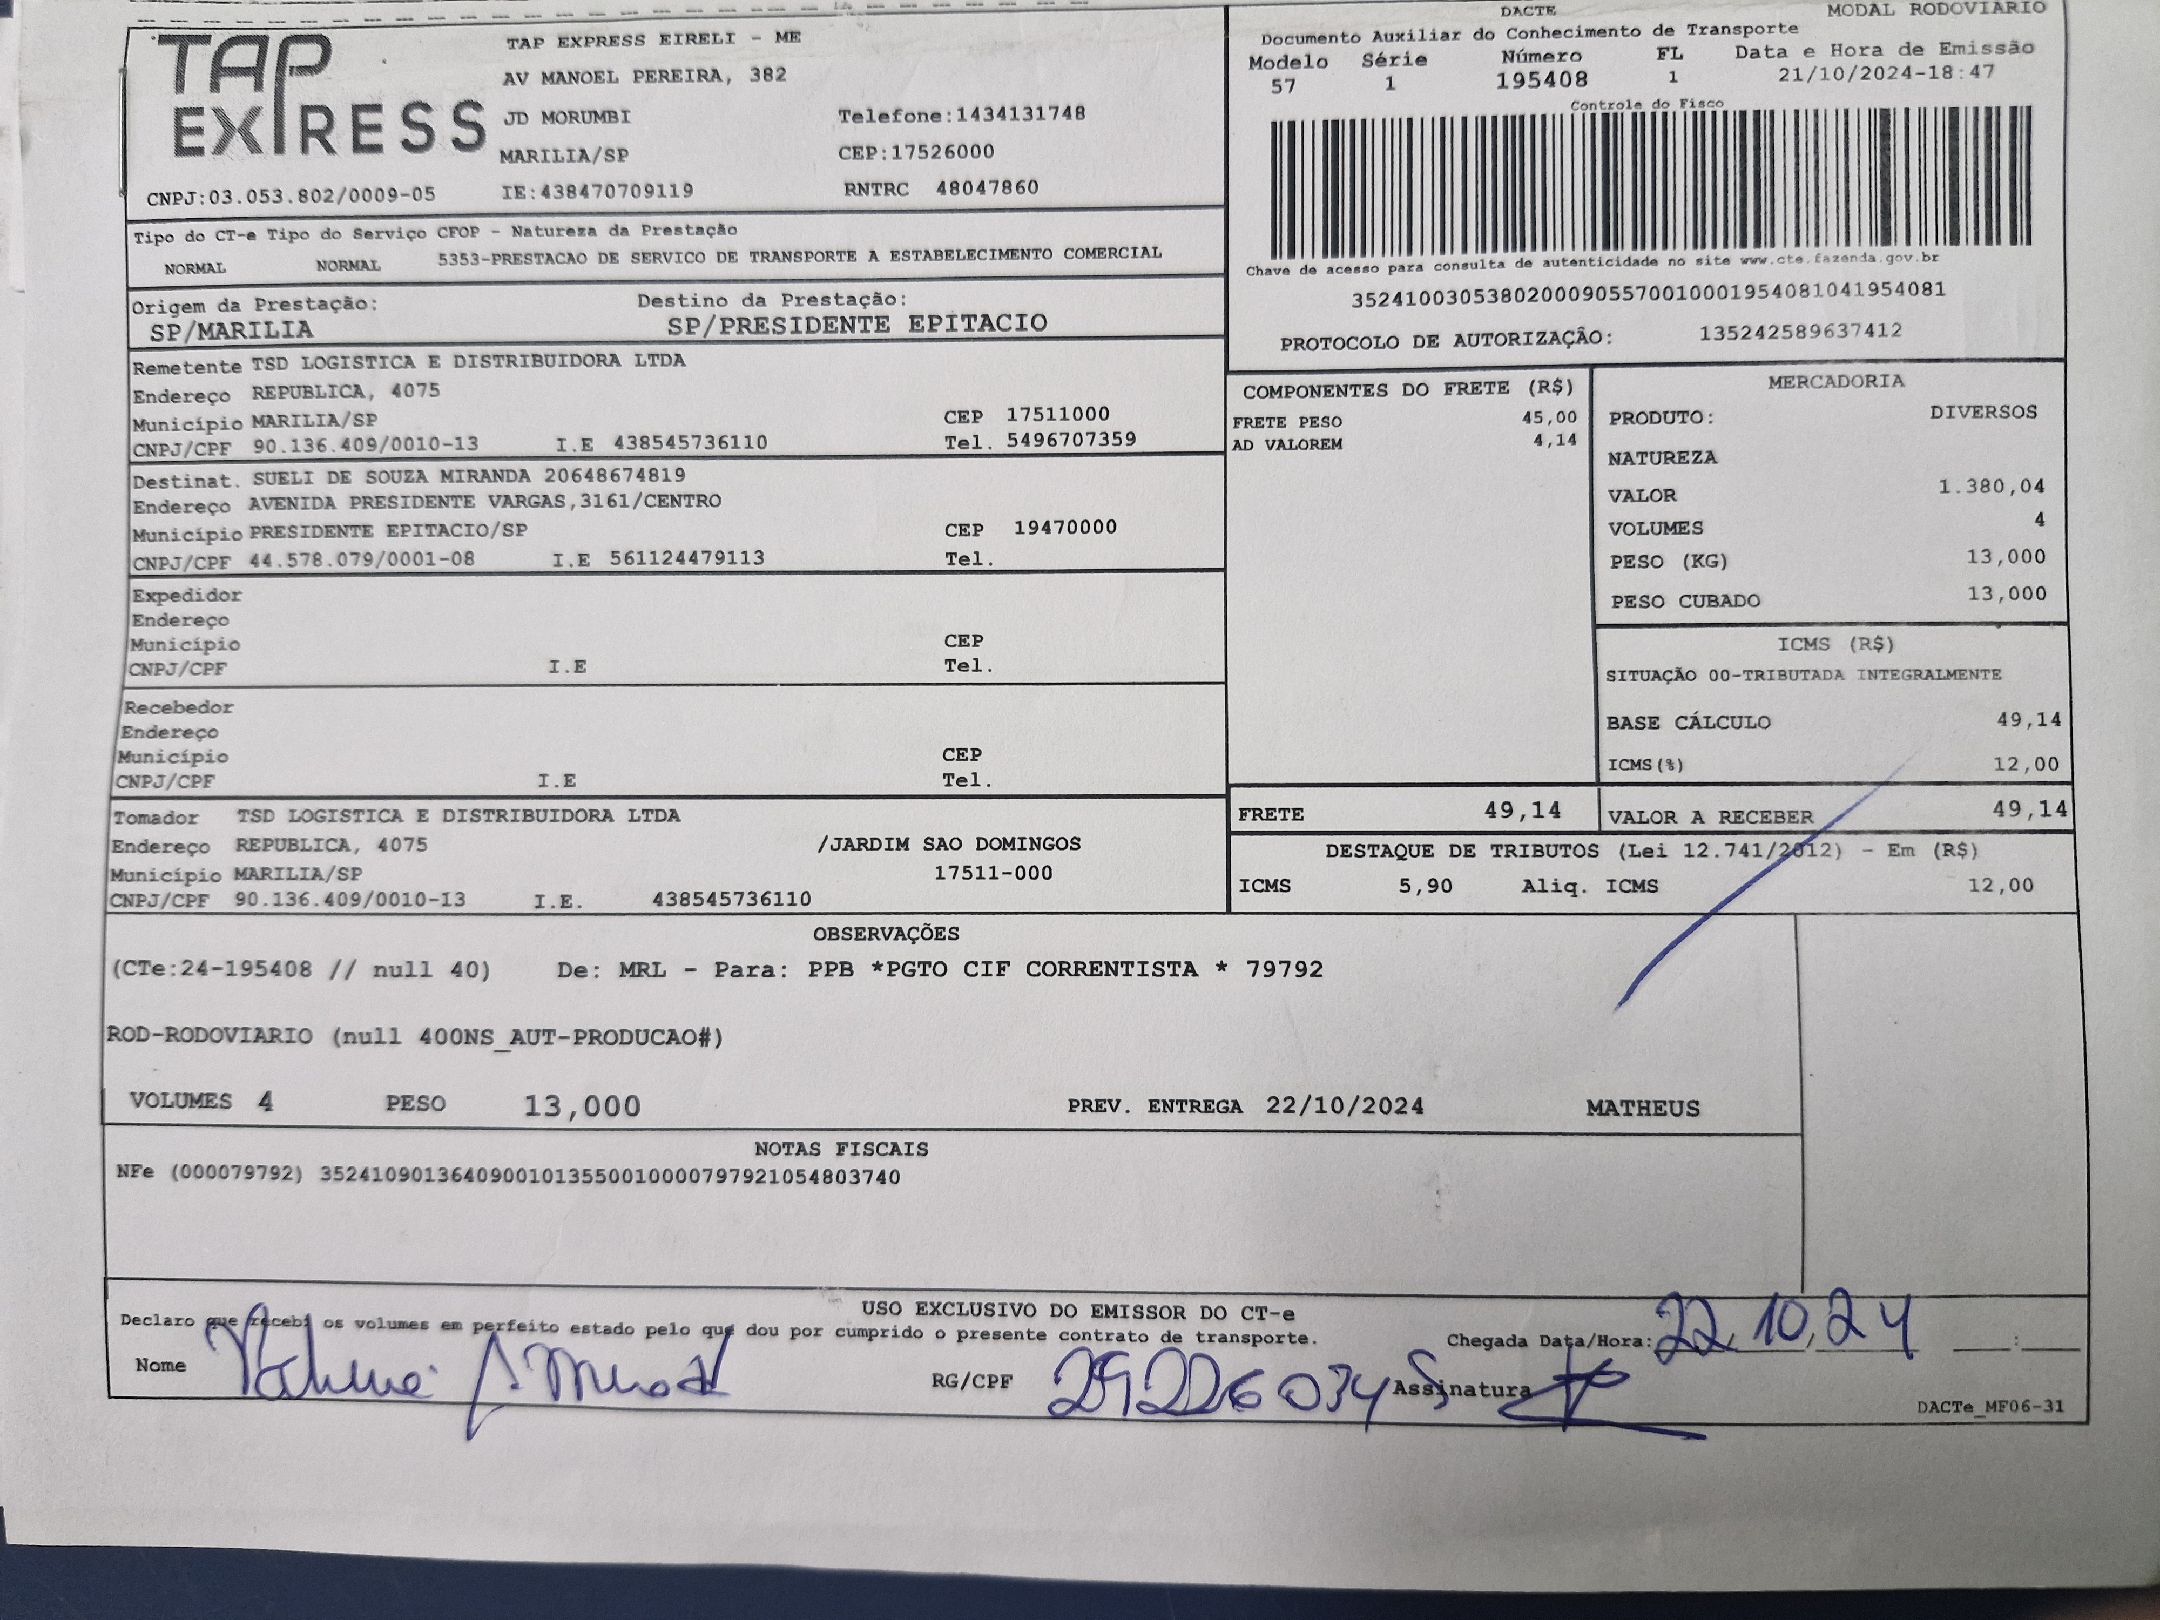 DACTE
MODAL RODOVIÁRIO
TAP EXPRESS
TAP EXPRESS EIRELI - ME
AV MANOEL PEREIRA, 382
JD MORUMBI
Telefone:1434131748
MARILIA/SP
CEP:17526000
CNPJ:03.053.802/0009-05
IE:438470709119
RNTRC 48047860
Documento Auxiliar do Conhecimento de Transporte
Modelo Série Número FL Data e Hora de Emissão
57 1 195408 1 21/10/2024-18:47
Controle do Fisco
Chave de acesso para consulta de autenticidade no site www.cte.fazenda.gov.br
35241003053802000905570010001954081041954081
PROTOCOLO DE AUTORIZAÇÃO: 135242589637412
Tipo do CT-e Tipo do Serviço CFOP - Natureza da Prestação
NORMAL NORMAL 5353-PRESTACAO DE SERVICO DE TRANSPORTE A ESTABELECIMENTO COMERCIAL
Origem da Prestação: Destino da Prestação:
SP/MARILIA SP/PRESIDENTE EPITACIO
Remetente TSD LOGISTICA E DISTRIBUIDORA LTDA
Endereço REPUBLICA, 4075
Município MARILIA/SP CEP 17511000
CNPJ/CPF 90.136.409/0010-13 I.E 438545736110 Tel. 5496707359
Destinat. SUELI DE SOUZA MIRANDA 20648674819
Endereço AVENIDA PRESIDENTE VARGAS,3161/CENTRO
Município PRESIDENTE EPITACIO/SP CEP 19470000
CNPJ/CPF 44.578.079/0001-08 I.E 561124479113 Tel.
Expedidor
Endereço
Município CEP
CNPJ/CPF I.E Tel.
Recebedor
Endereço
Município CEP
CNPJ/CPF I.E Tel.
Tomador TSD LOGISTICA E DISTRIBUIDORA LTDA
Endereço REPUBLICA, 4075 /JARDIM SAO DOMINGOS
Município MARILIA/SP 17511-000
CNPJ/CPF 90.136.409/0010-13 I.E. 438545736110
COMPONENTES DO FRETE (R$)
FRETE PESO 45,00
AD VALOREM 4,14
MERCADORIA
PRODUTO: DIVERSOS
NATUREZA
VALOR 1.380,04
VOLUMES 4
PESO (KG) 13,000
PESO CUBADO 13,000
ICMS (R$)
SITUAÇÃO 00-TRIBUTADA INTEGRALMENTE
BASE CÁLCULO 49,14
ICMS(%) 12,00
FRETE 49,14 VALOR A RECEBER 49,14
DESTAQUE DE TRIBUTOS (Lei 12.741/2012) - Em (R$)
ICMS 5,90 Aliq. ICMS 12,00
OBSERVAÇÕES
(CTe:24-195408 // null 40) De: MRL - Para: PPB *PGTO CIF CORRENTISTA * 79792
ROD-RODOVIARIO (null 400NS_AUT-PRODUCAO#)
VOLUMES 4 PESO 13,000 PREV. ENTREGA 22/10/2024 MATHEUS
NOTAS FISCAIS
NFe (000079792) 35241090136409001013550010000797921054803740
USO EXCLUSIVO DO EMISSOR DO CT-e
Declaro que recebi os volumes em perfeito estado pelo que dou por cumprido o presente contrato de transporte.
Chegada Data/Hora: 22 10 24 :
Nome RG/CPF 292260345 Assinatura
DACTe_MF06-31